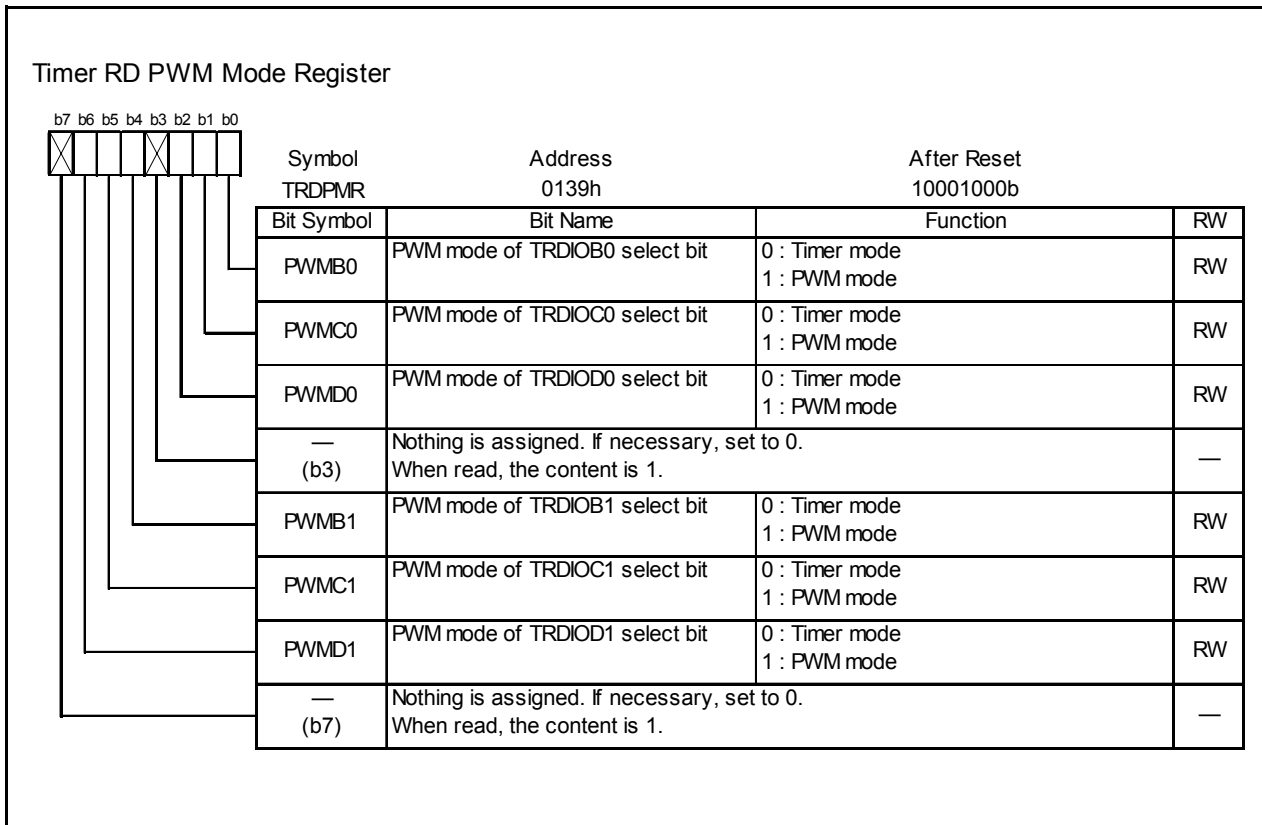 Timer RD PWM Mode Register
b7 b6 b5 b4 b3 b2 b1 b0
Symbol Address After Reset
TRDPMR 0139h 10001000b
Bit Symbol Bit Name Function RW
PWMB0 PWM mode of TRDIOB0 select bit 0 : Timer mode RW
1 : PWM mode
PWMC0 PWM mode of TRDIOC0 select bit 0 : Timer mode RW
1 : PWM mode
PWMD0 PWM mode of TRDIOD0 select bit 0 : Timer mode RW
1 : PWM mode
— Nothing is assigned. If necessary, set to 0. —
(b3) When read, the content is 1.
PWMB1 PWM mode of TRDIOB1 select bit 0 : Timer mode RW
1 : PWM mode
PWMC1 PWM mode of TRDIOC1 select bit 0 : Timer mode RW
1 : PWM mode
PWMD1 PWM mode of TRDIOD1 select bit 0 : Timer mode RW
1 : PWM mode
— Nothing is assigned. If necessary, set to 0. —
(b7) When read, the content is 1.